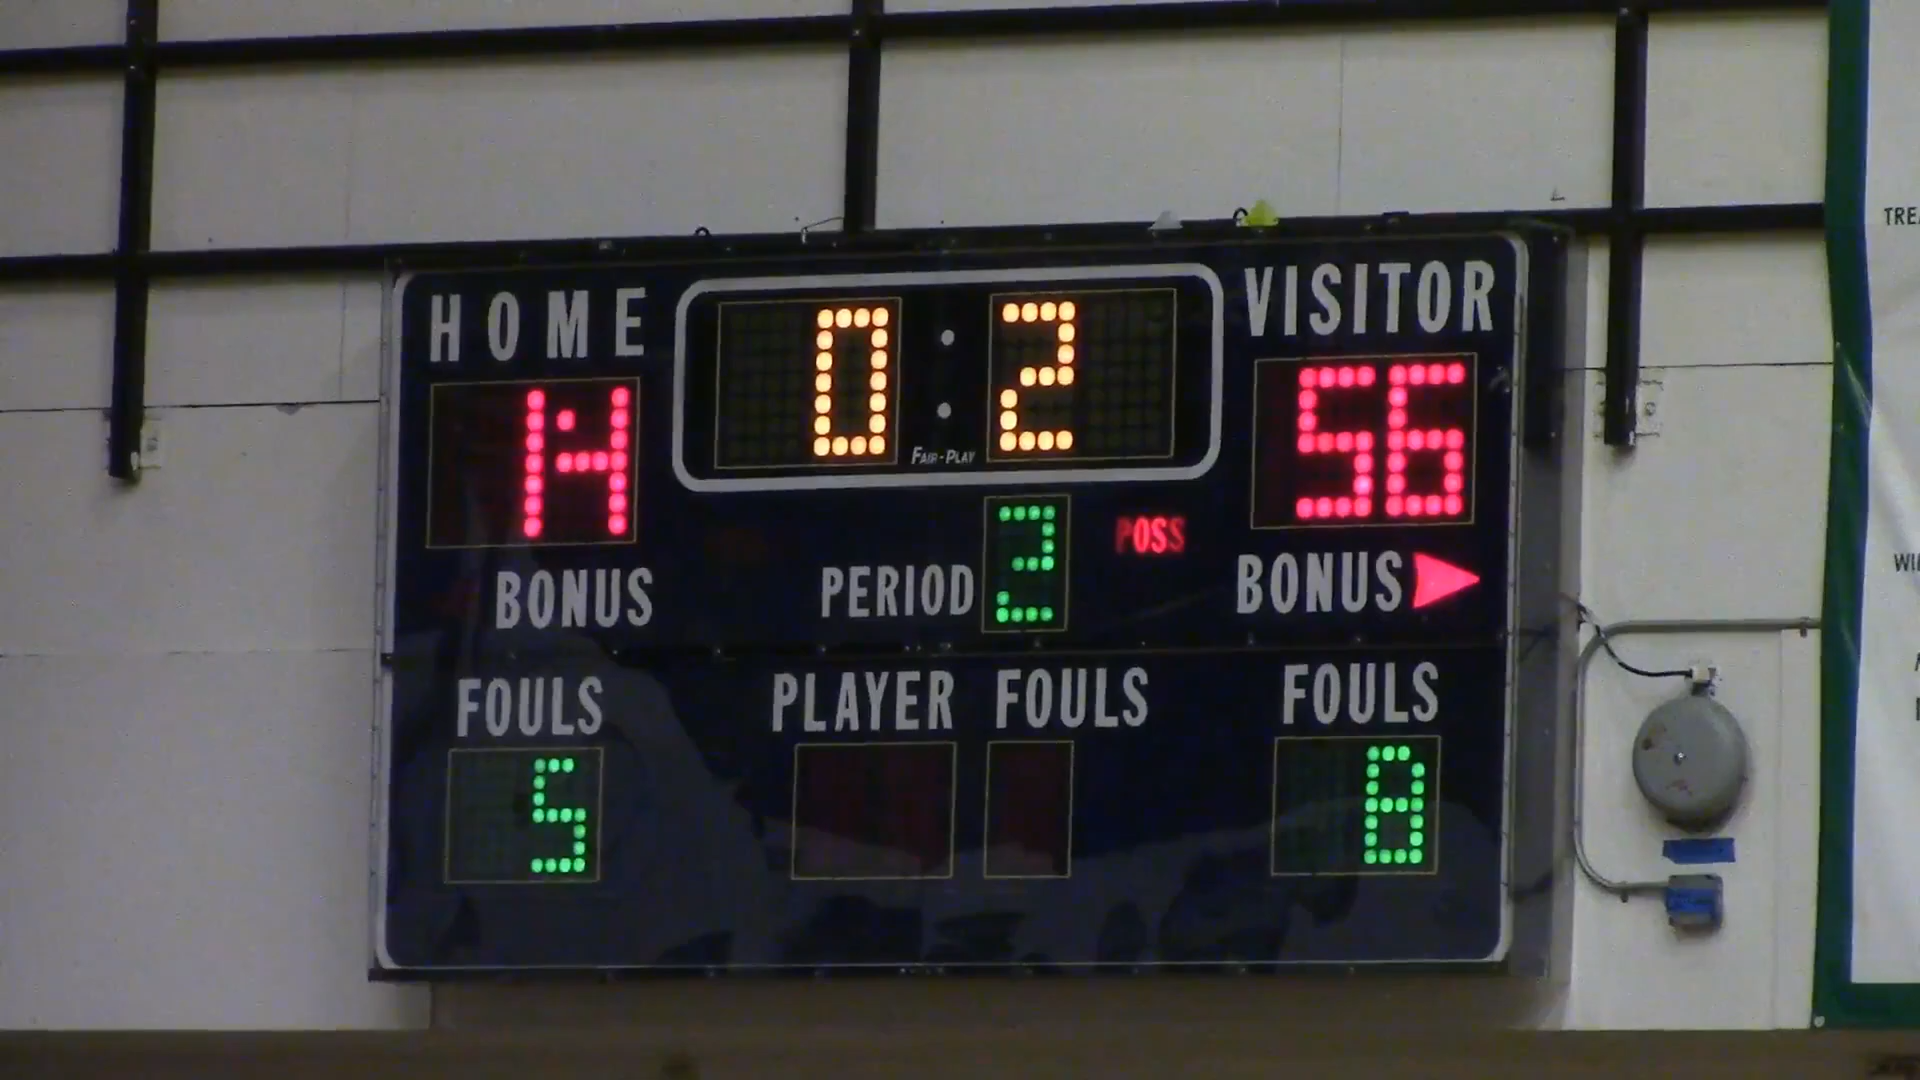 HOME
VISITOR
0:2
14
56
FAIR-PLAY
POSS
PERIOD 2
BONUS
BONUS
FOULS
PLAYER FOULS
FOULS
5
8